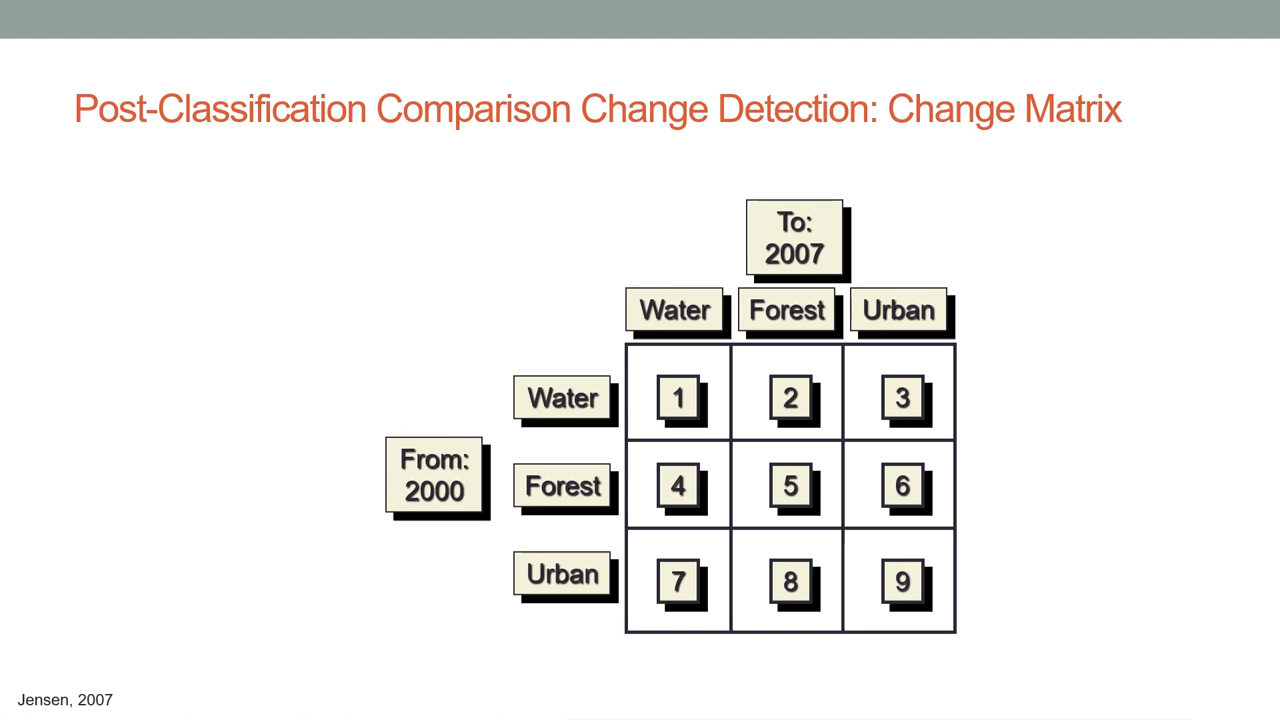 Post-Classification Comparison Change Detection: Change Matrix
To:
2007
Water Forest Urban
Water 1 2 3
From:
2000
Forest 4 5 6
Urban 7 8 9
Jensen, 2007